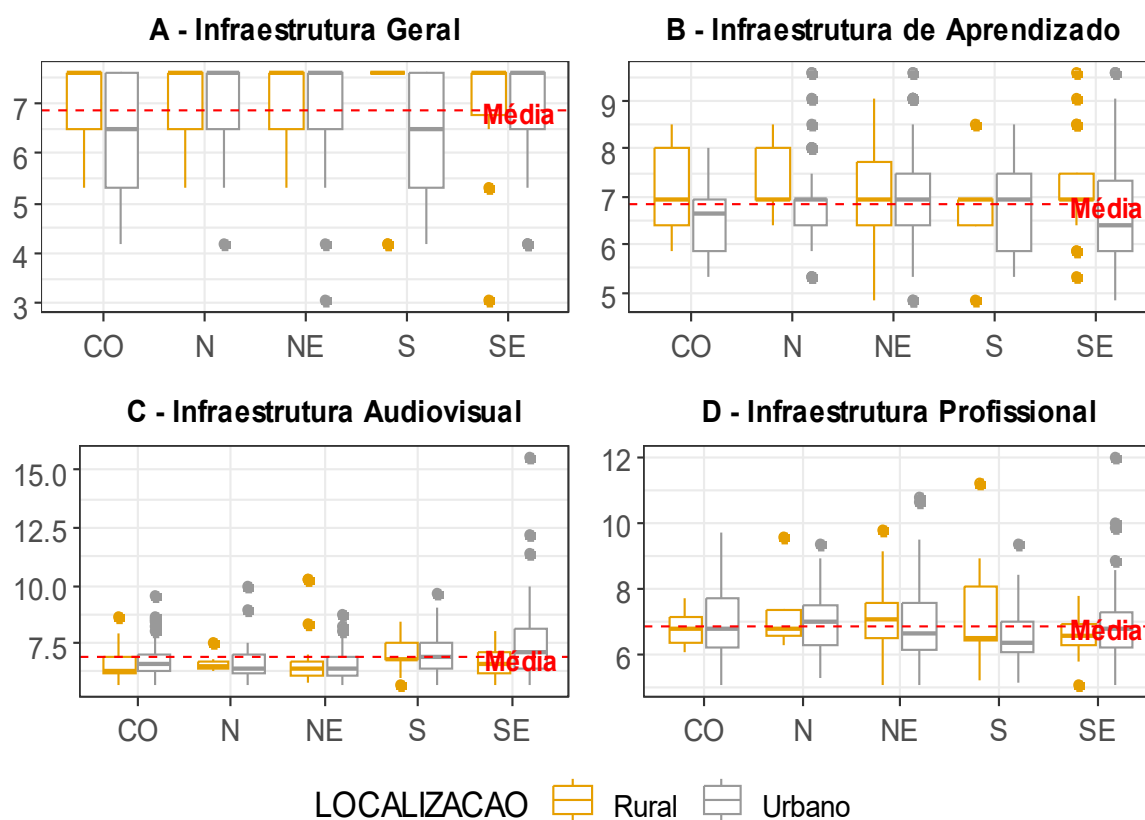 A - Infraestrutura Geral
7
6
5
4
3
Média
CO N NE S SE
B - Infraestrutura de Aprendizado
9
8
7
6
5
Média
CO N NE S SE
C - Infraestrutura Audiovisual
15.0
12.5
10.0
7.5
Média
CO N NE S SE
D - Infraestrutura Profissional
12
10
8
6
Média
CO N NE S SE
LOCALIZACAO Rural Urbano